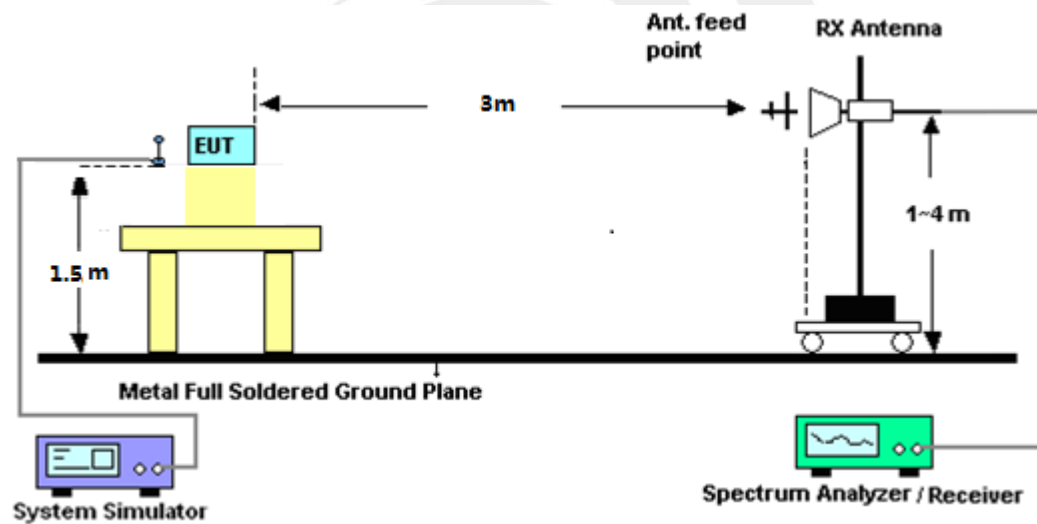 Ant. feed
point
RX Antenna
3m
EUT
1.5 m
1~4 m
Metal Full Soldered Ground Plane
System Simulator
Spectrum Analyzer / Receiver